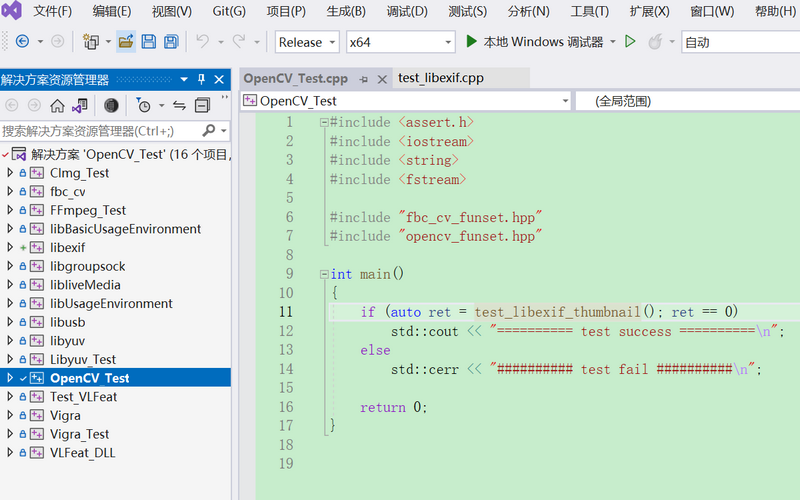 文件(F) 编辑(E) 视图(V) Git(G) 项目(P) 生成(B) 调试(D) 测试(S) 分析(N) 工具(T) 扩展(X) 窗口(W) 帮助(H)
Release x64 本地 Windows 调试器 自动
解决方案资源管理器
搜索解决方案资源管理器(Ctrl+;)
解决方案 'OpenCV_Test' (16 个项目,
CImg_Test
fbc_cv
FFmpeg_Test
libBasicUsageEnvironment
libexif
libgroupsock
libliveMedia
libUsageEnvironment
libusb
libyuv
Libyuv_Test
OpenCV_Test
Test_VLFeat
Vigra
Vigra_Test
VLFeat_DLL
OpenCV_Test.cpp test_libexif.cpp
OpenCV_Test (全局范围)
1 #include <assert.h>
2 #include <iostream>
3 #include <string>
4 #include <fstream>
5
6 #include "fbc_cv_funset.hpp"
7 #include "opencv_funset.hpp"
8
9 int main()
10 {
11 if (auto ret = test_libexif_thumbnail(); ret == 0)
12 std::cout << "========== test success ==========\n";
13 else
14 std::cerr << "########## test fail ##########\n";
15
16 return 0;
17 }
18
19